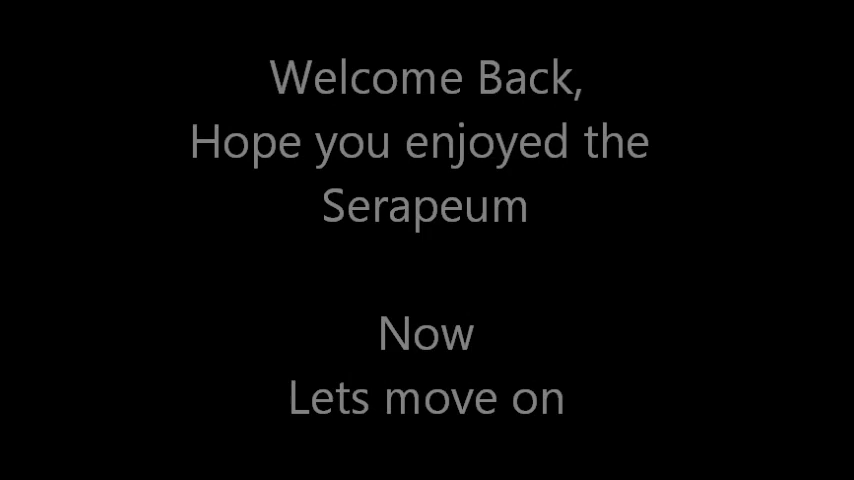 Welcome Back,
Hope you enjoyed the
Serapeum
Now
Lets move on